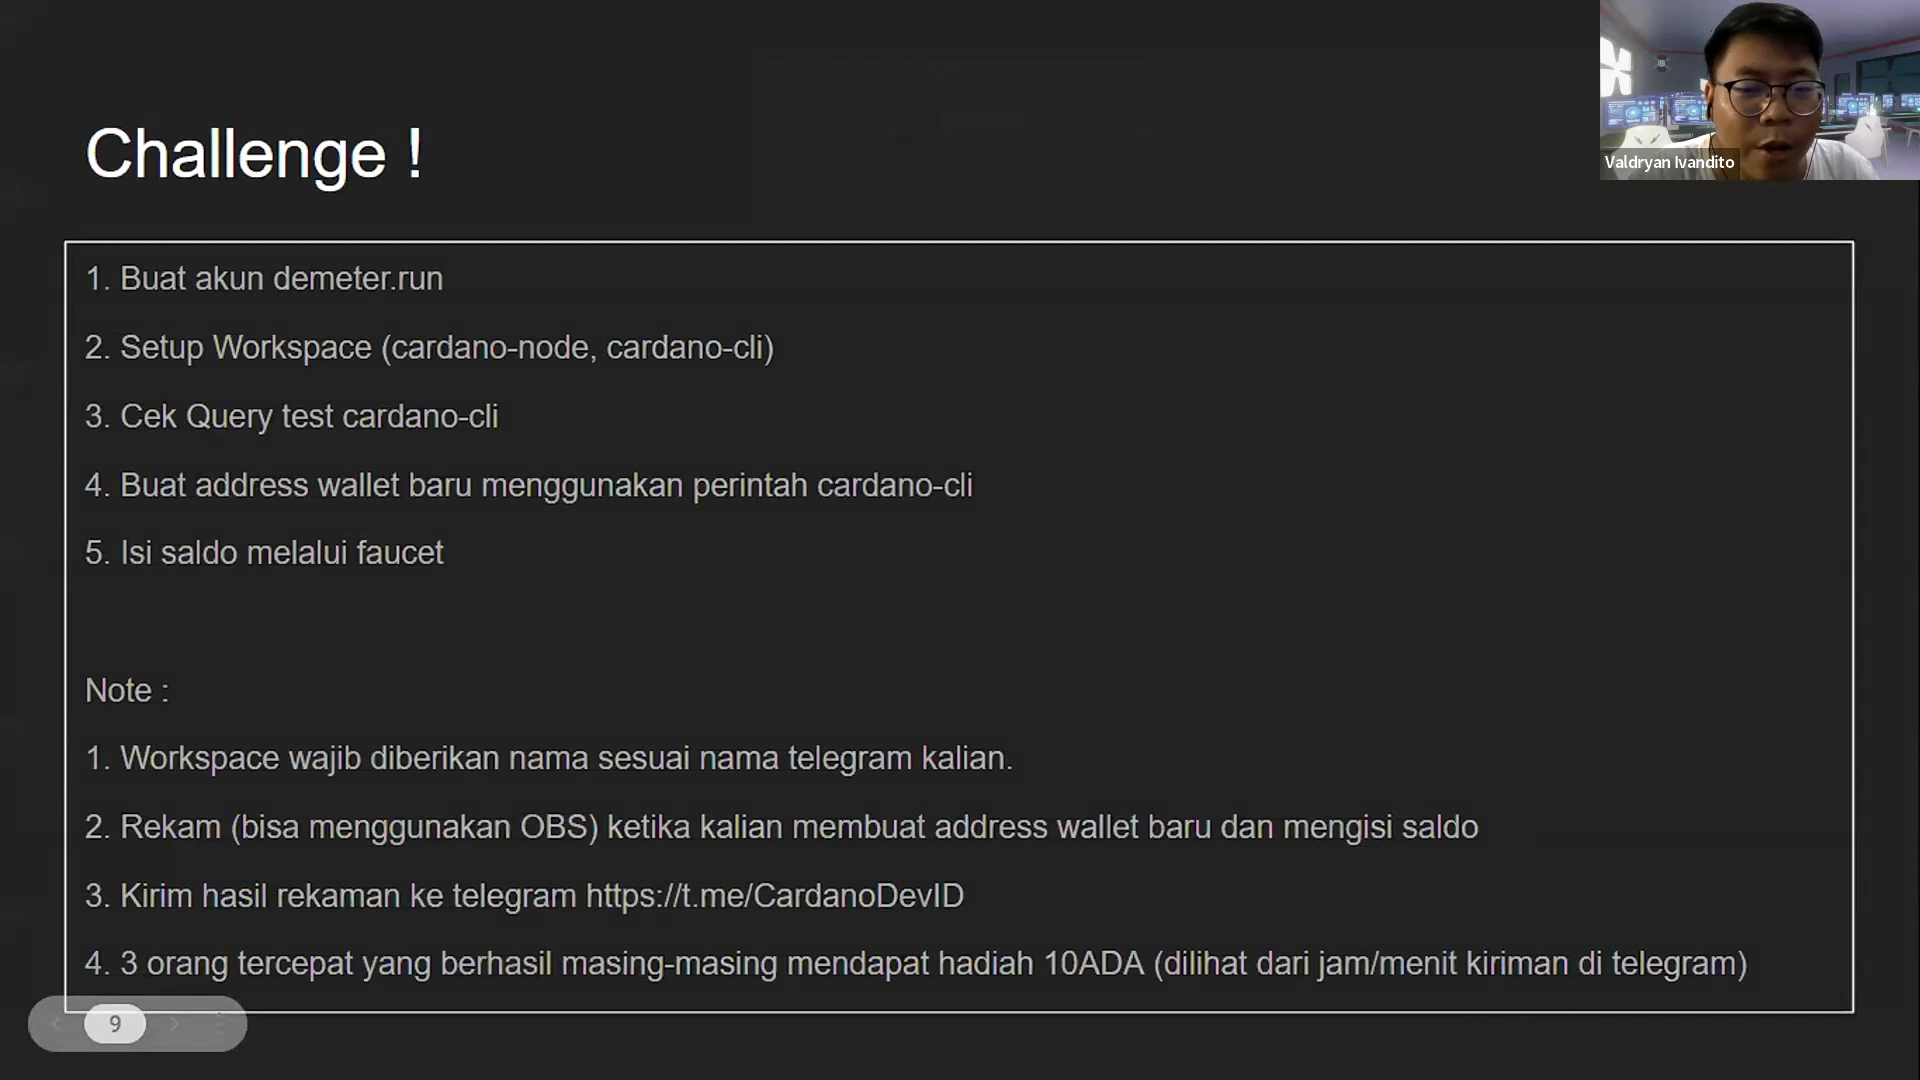 Challenge !
Valdryan Ivandito
1. Buat akun demeter.run
2. Setup Workspace (cardano-node, cardano-cli)
3. Cek Query test cardano-cli
4. Buat address wallet baru menggunakan perintah cardano-cli
5. Isi saldo melalui faucet
Note :
1. Workspace wajib diberikan nama sesuai nama telegram kalian.
2. Rekam (bisa menggunakan OBS) ketika kalian membuat address wallet baru dan mengisi saldo
3. Kirim hasil rekaman ke telegram https://t.me/CardanoDevID
4. 3 orang tercepat yang berhasil masing-masing mendapat hadiah 10ADA (dilihat dari jam/menit kiriman di telegram)
9